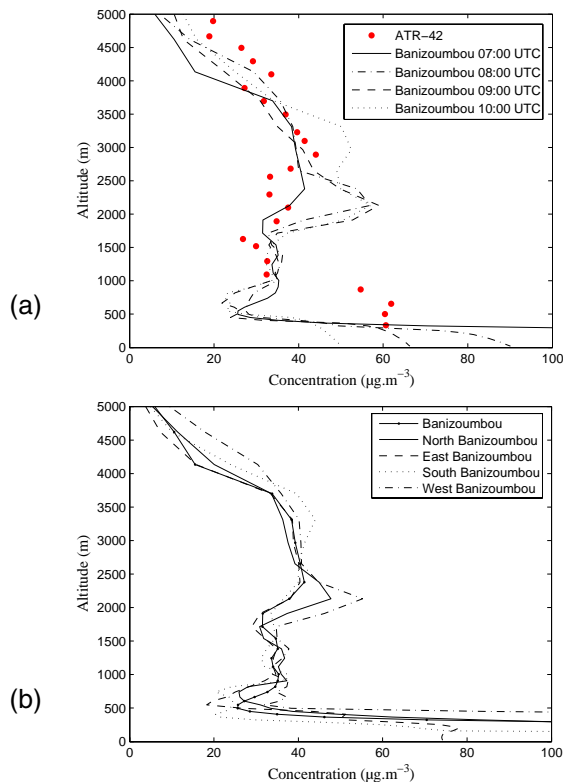 5000
4500
4000
3500
3000
2500
2000
1500
1000
500
0
Altitude (m)
ATR-42
Banizoumbou 07:00 UTC
Banizoumbou 08:00 UTC
Banizoumbou 09:00 UTC
Banizoumbou 10:00 UTC
(a)
0 20 40 60 80 100
Concentration (µg.m⁻³)
5000
4500
4000
3500
3000
2500
2000
1500
1000
500
0
Altitude (m)
Banizoumbou
North Banizoumbou
East Banizoumbou
South Banizoumbou
West Banizoumbou
(b)
0 20 40 60 80 100
Concentration (µg.m⁻³)